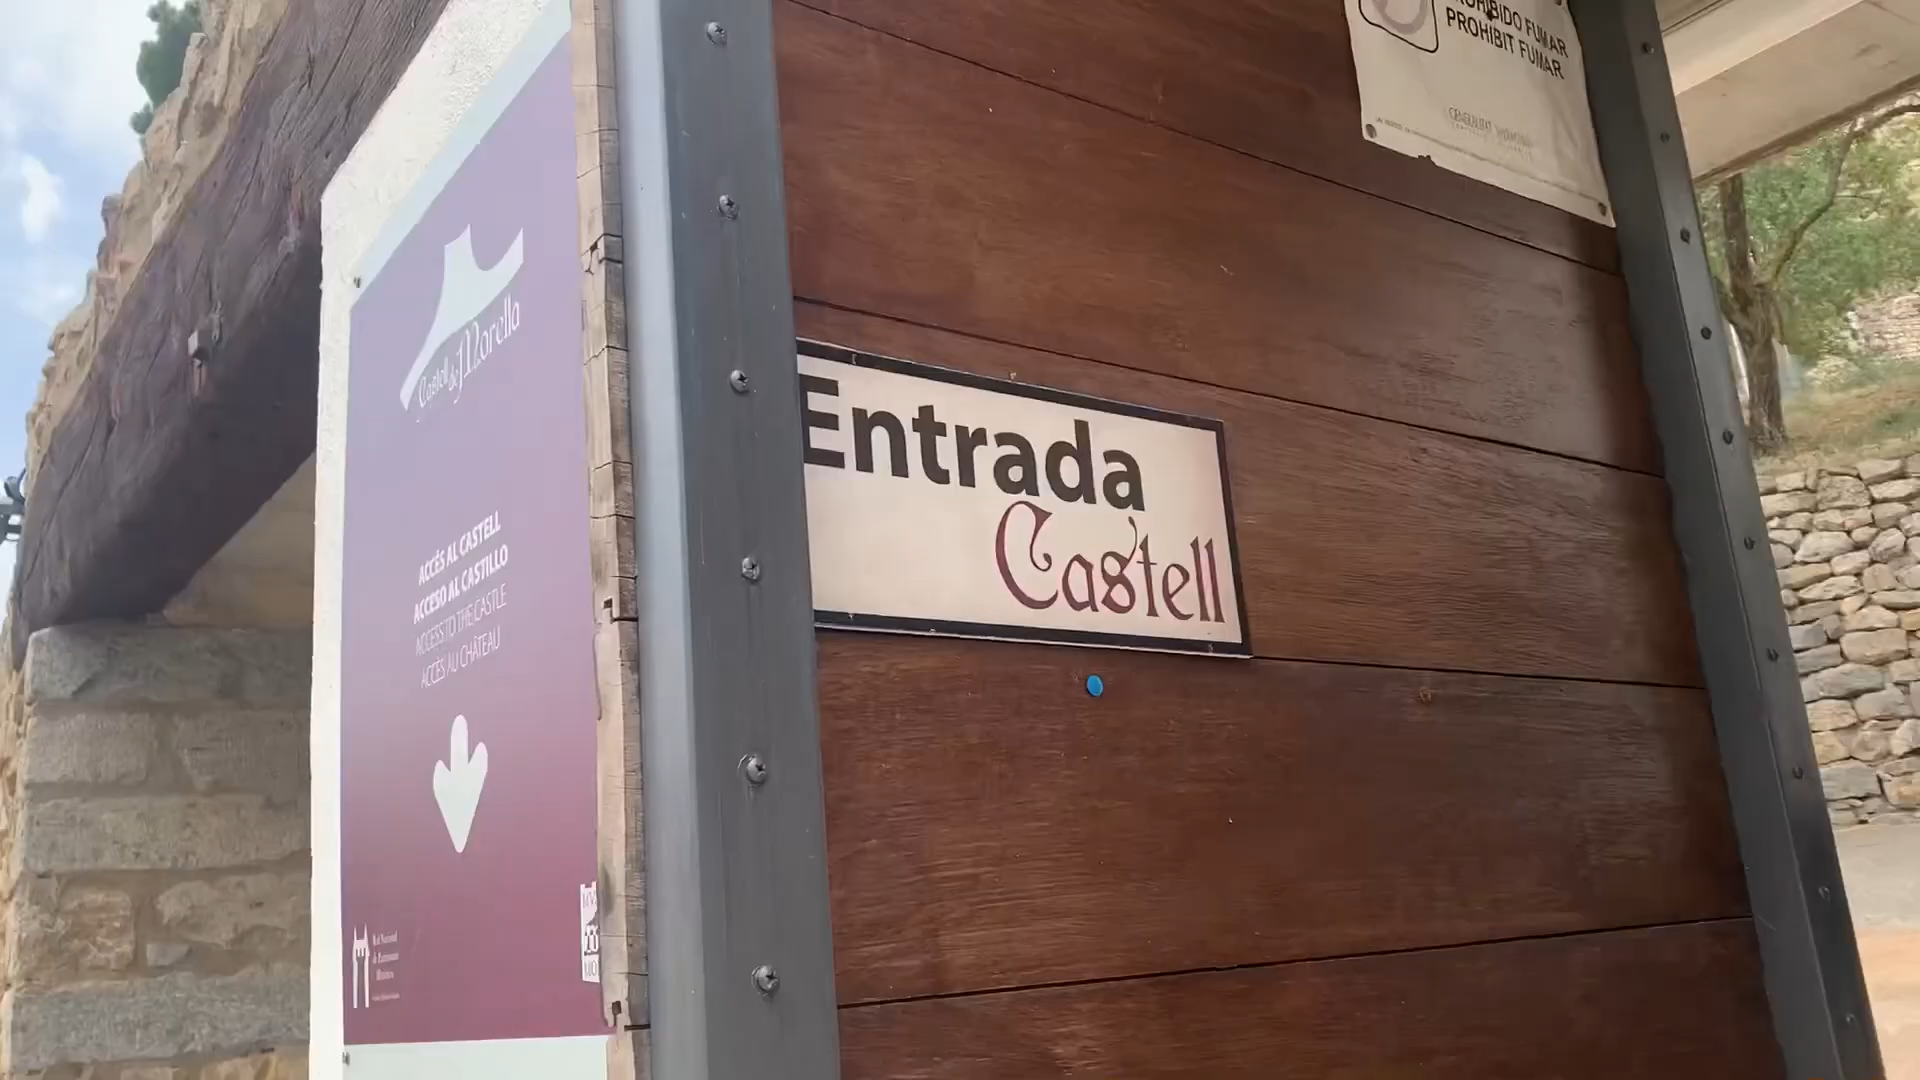 Castell de Morella
ACCÉS AL CASTELL
ACCESO AL CASTILLO
ACCESS TO THE CASTLE
ACCÈS AU CHÂTEAU
Entrada
Castell
PROHIBIDO FUMAR
PROHIBIT FUMAR